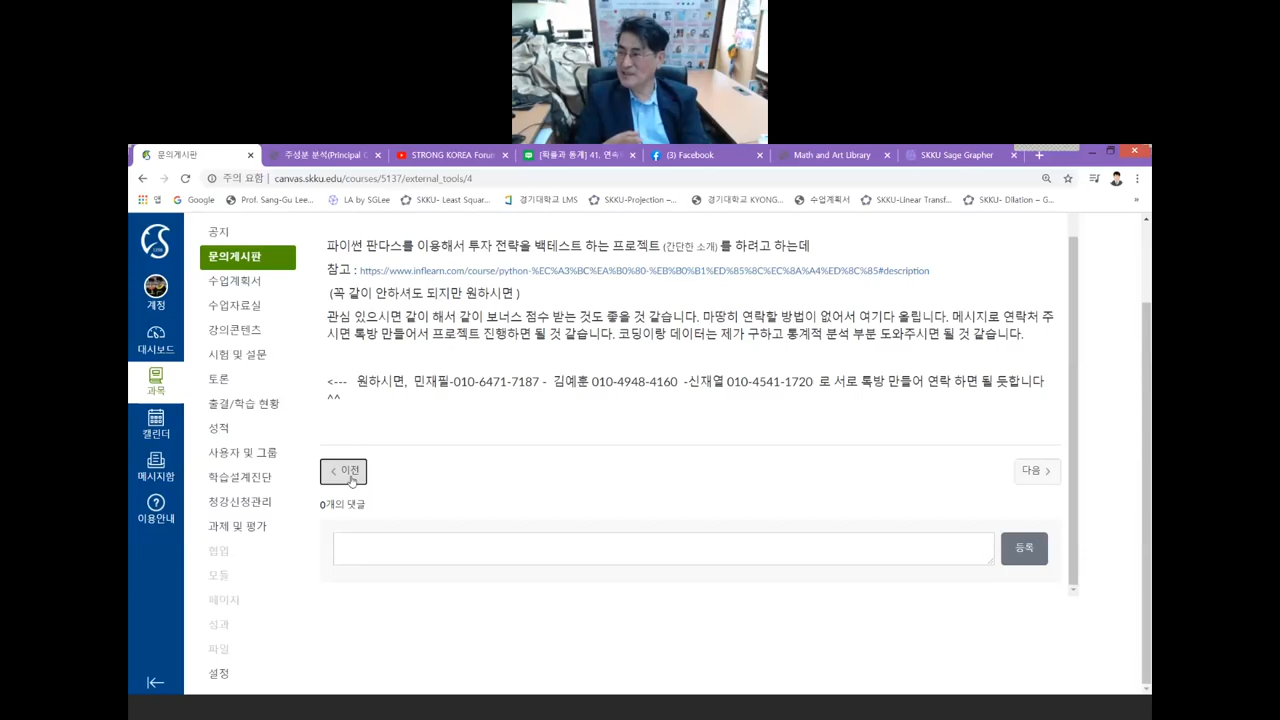 문의게시판
주성분 분석(Principal C
STRONG KOREA Foru
[확률과 통계] 41. 연속
(3) Facebook
Math and Art Library
SKKU Sage Grapher
주의 요함
canvas.skku.edu/courses/5137/external_tools/4
앱
Google
Prof. Sang-Gu Lee...
LA by SGLee
SKKU- Least Squar...
경기대학교 LMS
SKKU-Projection –...
경기대학교 KYONG...
수업계획서
SKKU-Linear Transf...
SKKU- Dilation – G...
»
계정
대시보드
과목
캘린더
메시지함
이용안내
공지
문의게시판
수업계획서
수업자료실
강의콘텐츠
시험 및 설문
토론
출결/학습 현황
성적
사용자 및 그룹
학습설계진단
청강신청관리
과제 및 평가
협업
모듈
페이지
성과
파일
설정
파이썬 판다스를 이용해서 투자 전략을 백테스트 하는 프로젝트 (간단한 소개) 를 하려고 하는데
참고 : https://www.inflearn.com/course/python-%EC%A3%BC%EA%B0%80-%EB%B0%B1%ED%85%8C%EC%8A%A4%ED%8C%85#description
(꼭 같이 안하셔도 되지만 원하시면 )
관심 있으시면 같이 해서 같이 보너스 점수 받는 것도 좋을 것 같습니다. 마땅히 연락할 방법이 없어서 여기다 올립니다. 메시지로 연락처 주
시면 톡방 만들어서 프로젝트 진행하면 될 것 같습니다. 코딩이랑 데이터는 제가 구하고 통계적 분석 부분 도와주시면 될 것 같습니다.
<--- 원하시면, 민재필-010-6471-7187 - 김예훈 010-4948-4160 -신재열 010-4541-1720 로 서로 톡방 만들어 연락 하면 될 듯합니다
^^
이전
다음
0개의 댓글
등록